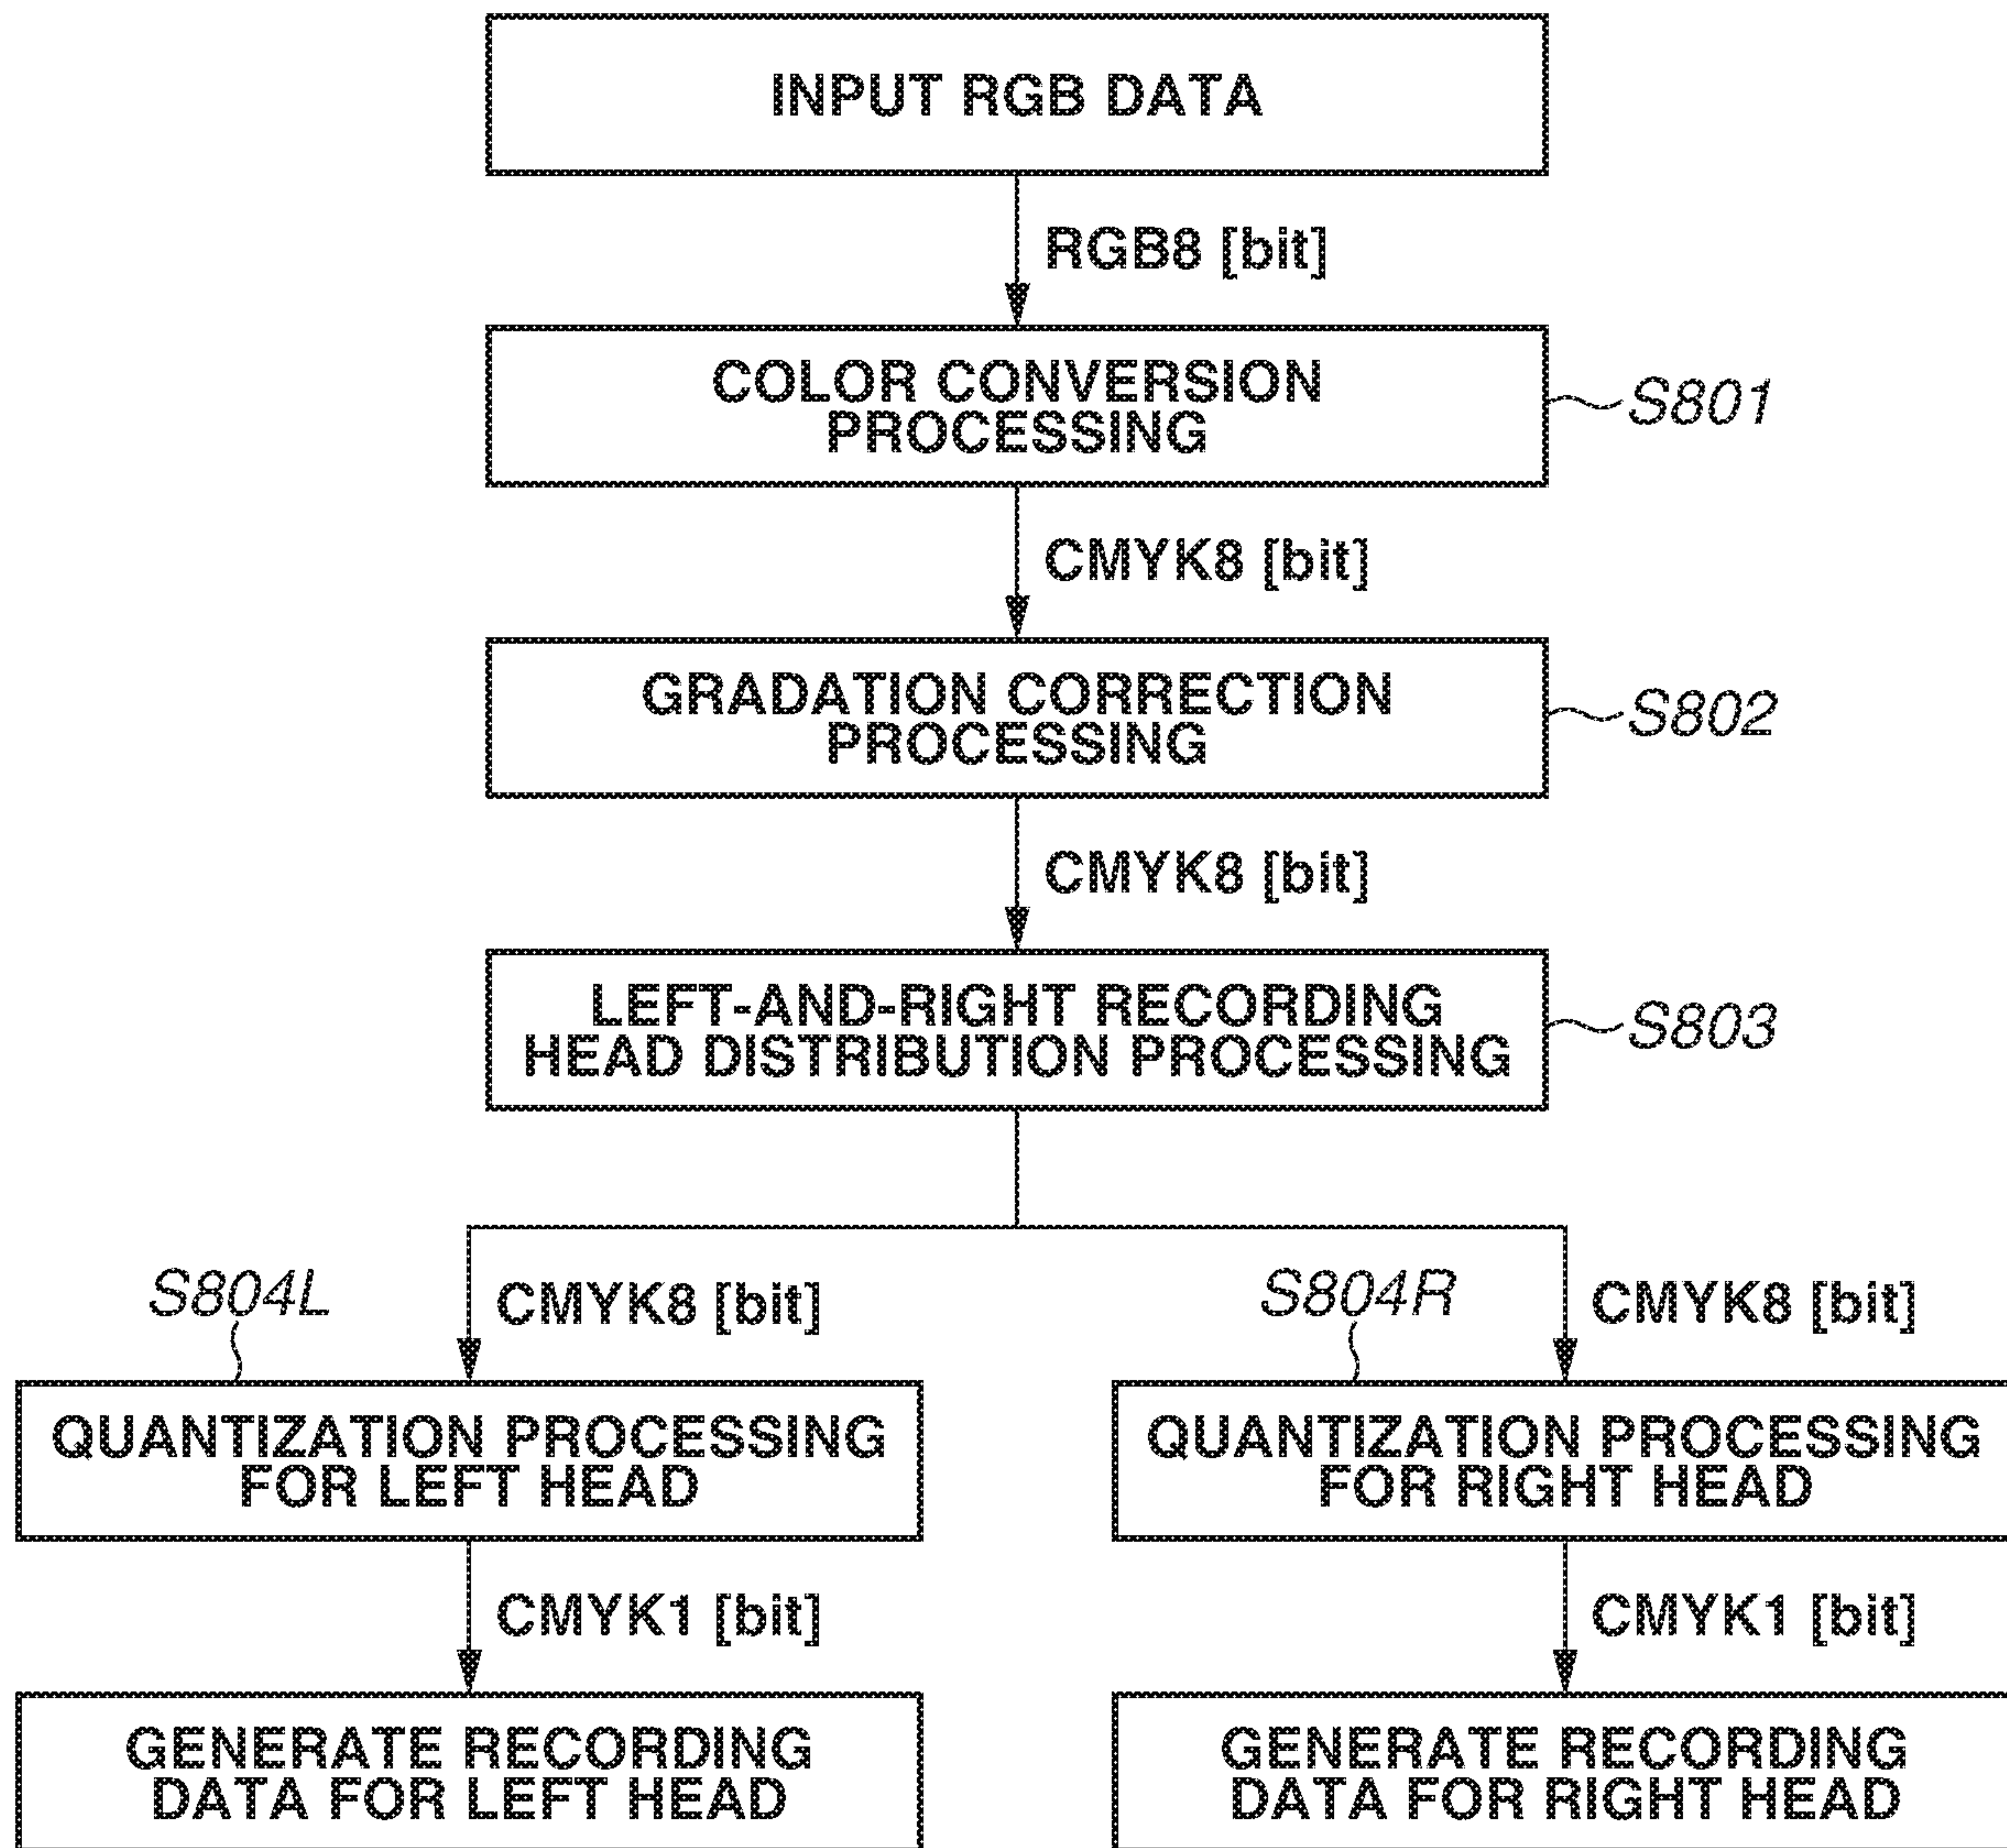 INPUT RGB DATA
RGB8 [bit]
COLOR CONVERSION
PROCESSING
S801
CMYK8 [bit]
GRADATION CORRECTION
PROCESSING
S802
CMYK8 [bit]
LEFT-AND-RIGHT RECORDING
HEAD DISTRIBUTION PROCESSING
S803
S804L
CMYK8 [bit]
S804R
CMYK8 [bit]
QUANTIZATION PROCESSING
FOR LEFT HEAD
QUANTIZATION PROCESSING
FOR RIGHT HEAD
CMYK1 [bit]
CMYK1 [bit]
GENERATE RECORDING
DATA FOR LEFT HEAD
GENERATE RECORDING
DATA FOR RIGHT HEAD